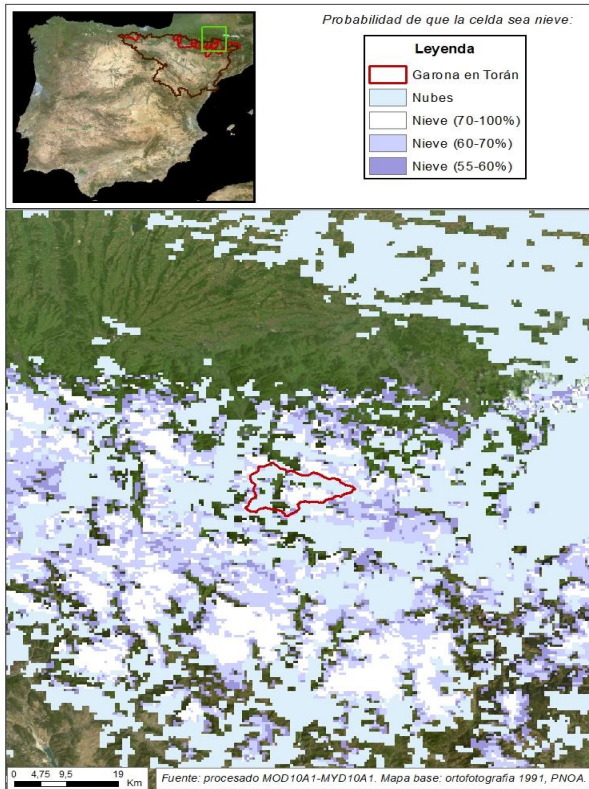 Probabilidad de que la celda sea nieve:
Leyenda
Garona en Torán
Nubes
Nieve (70-100%)
Nieve (60-70%)
Nieve (55-60%)
0 4,75 9,5 19
Km
Fuente: procesado MOD10A1-MYD10A1. Mapa base: ortofotografia 1991, PNOA.